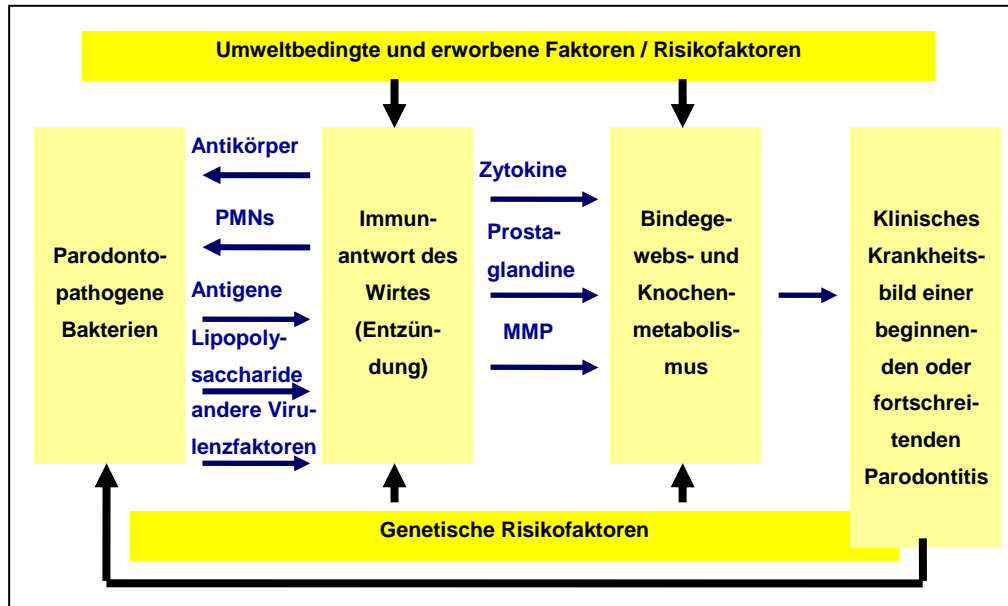 Umweltbedingte und erworbene Faktoren / Risikofaktoren
Parodonto-
pathogene
Bakterien
Antikörper
PMNs
Antigene
Lipopoly-
saccharide
andere Viru-
lenzfaktoren
Immun-
antwort des
Wirtes
(Entzün-
dung)
Zytokine
Prosta-
glandine
MMP
Bindege-
webs- und
Knochen-
metabolis-
mus
Klinisches
Krankheits-
bild einer
beginnen-
den oder
fortschrei-
tenden
Parodontitis
Genetische Risikofaktoren